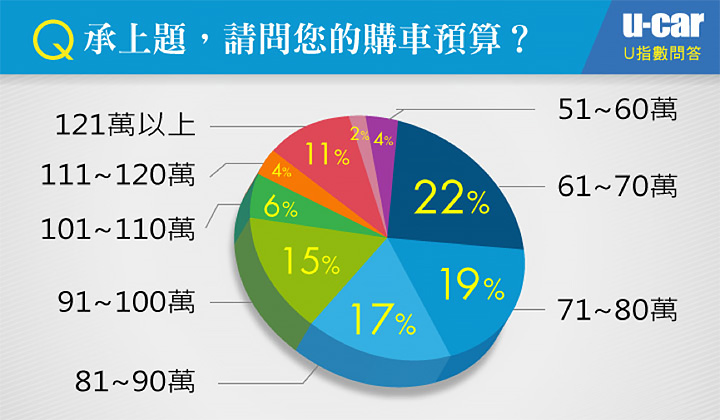 Q 承上題，請問您的購車預算？
u-car
U指數問答
121萬以上
111~120萬
101~110萬
91~100萬
81~90萬
51~60萬
61~70萬
71~80萬
2%
4%
11%
4%
6%
15%
22%
19%
17%